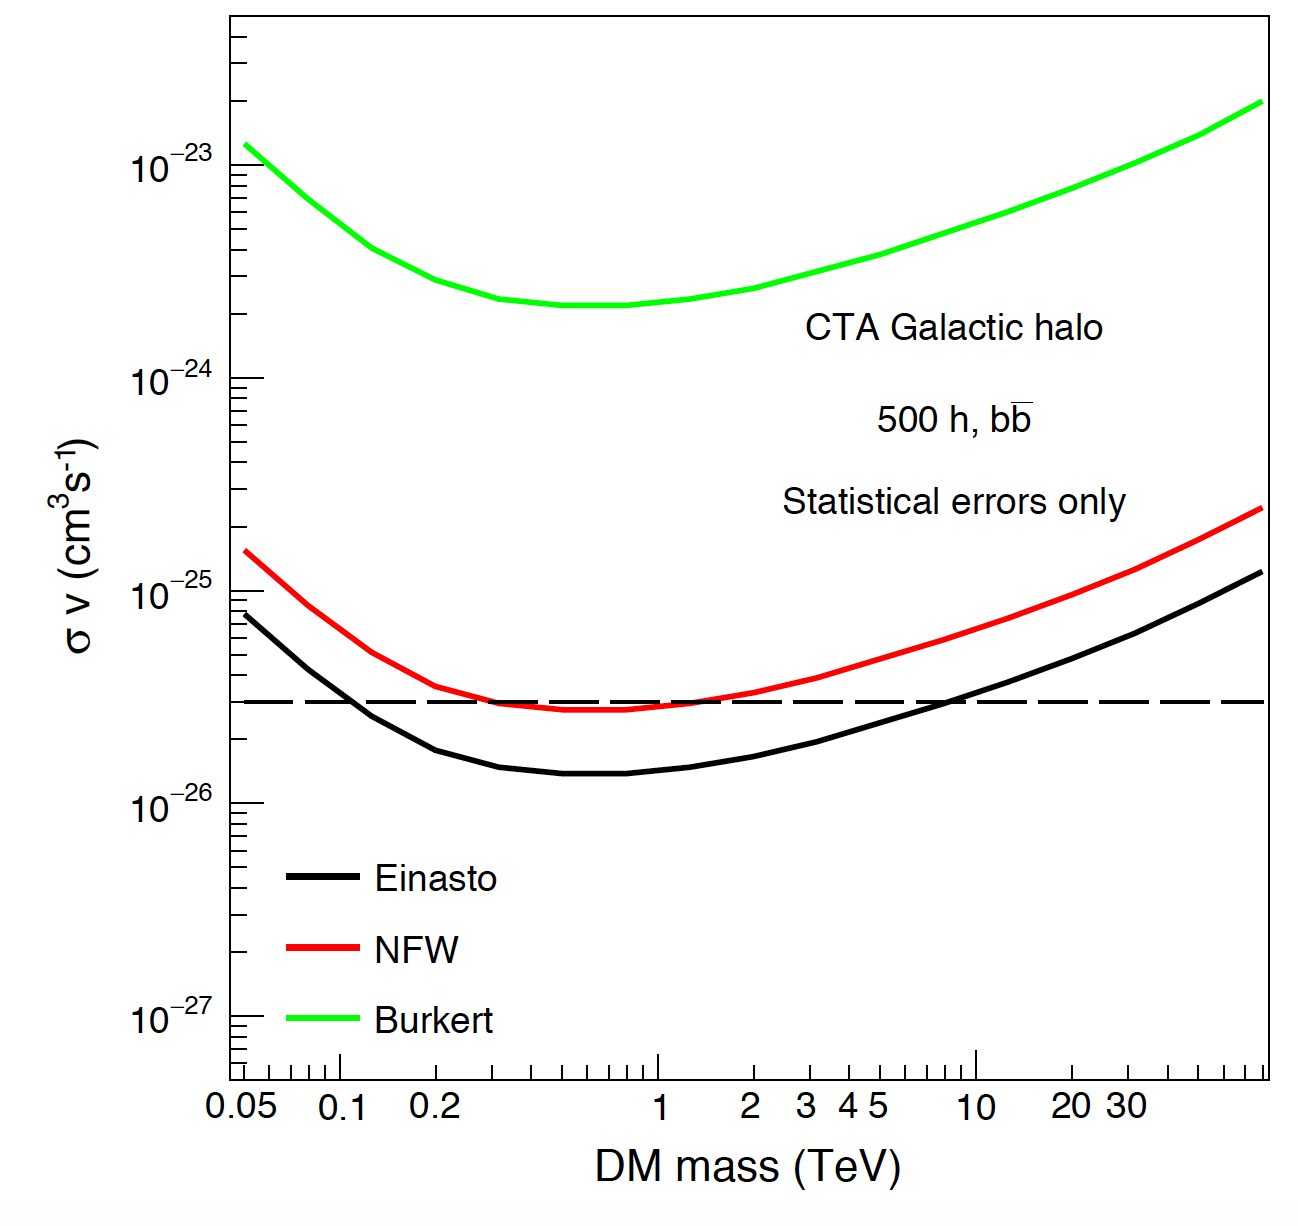 10⁻²³
10⁻²⁴
10⁻²⁵
10⁻²⁶
10⁻²⁷
σ v (cm³s⁻¹)
CTA Galactic halo
500 h, bb̅
Statistical errors only
Einasto
NFW
Burkert
0.05 0.1 0.2 1 2 3 4 5 10 20 30
DM mass (TeV)